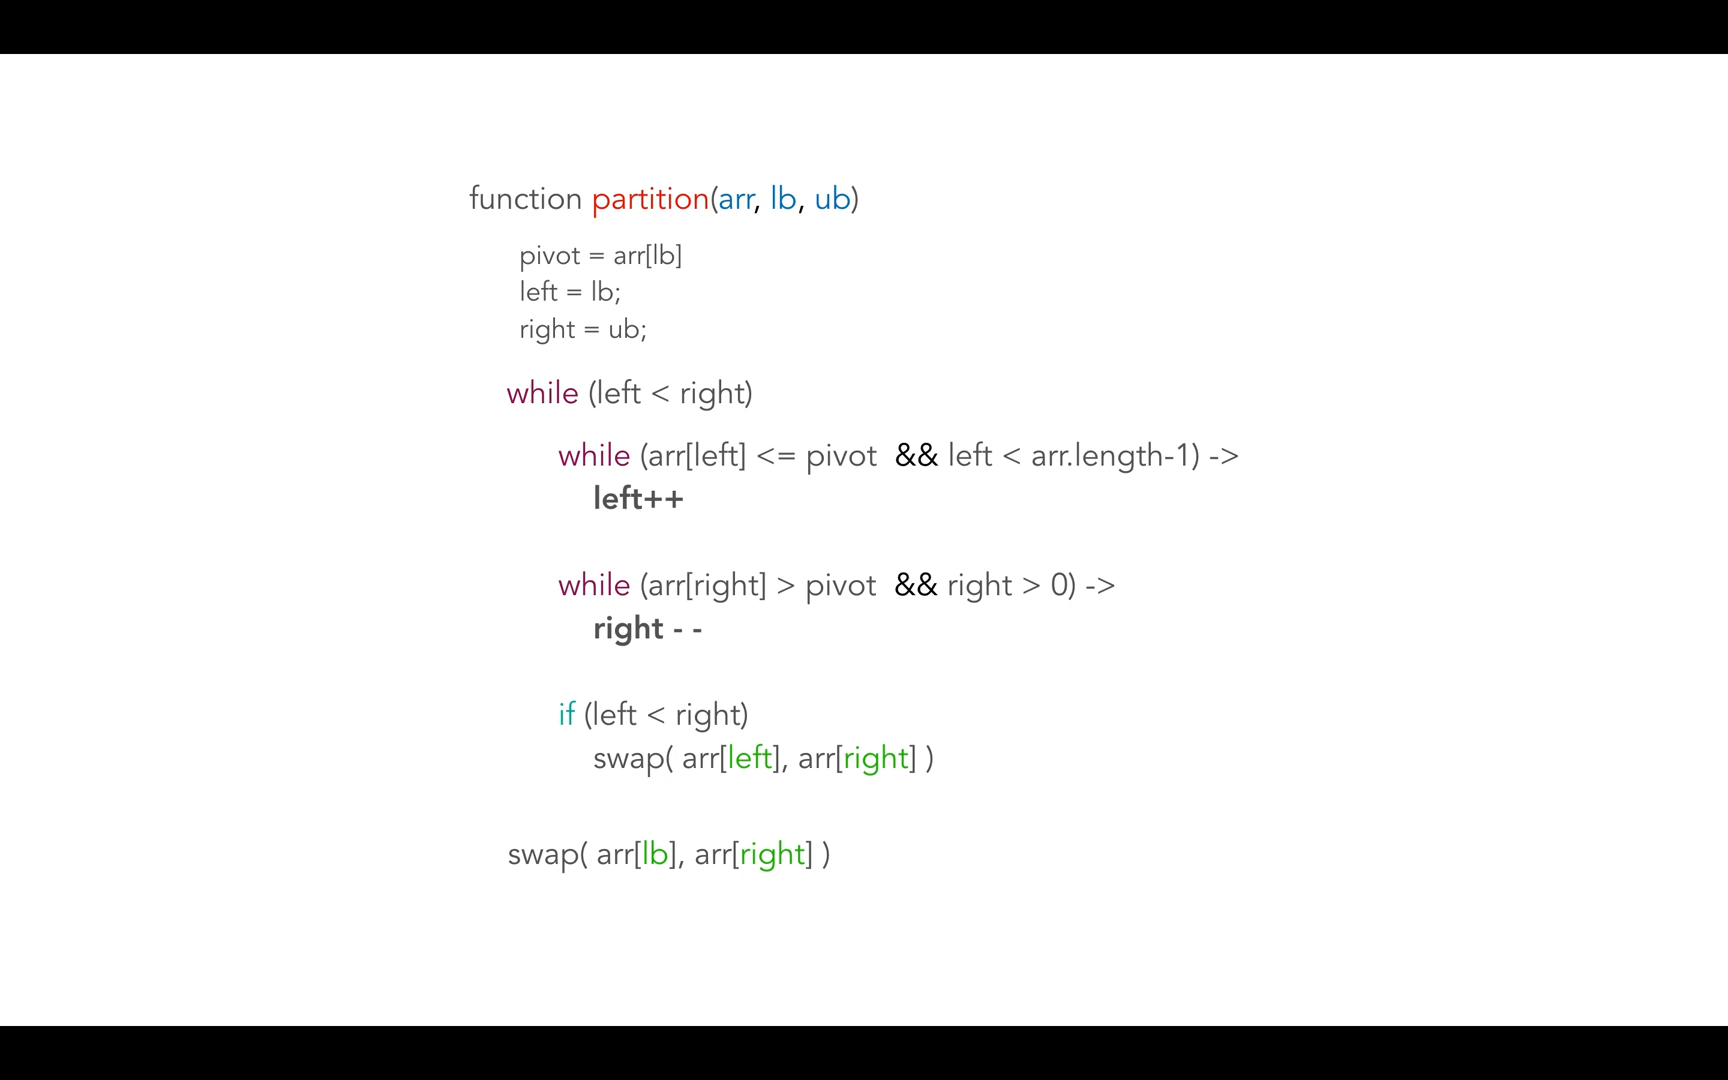 function partition(arr, lb, ub)
pivot = arr[lb]
left = lb;
right = ub;
while (left < right)
while (arr[left] <= pivot && left < arr.length-1) ->
left++
while (arr[right] > pivot && right > 0) ->
right - -
if (left < right)
swap( arr[left], arr[right] )
swap( arr[lb], arr[right] )